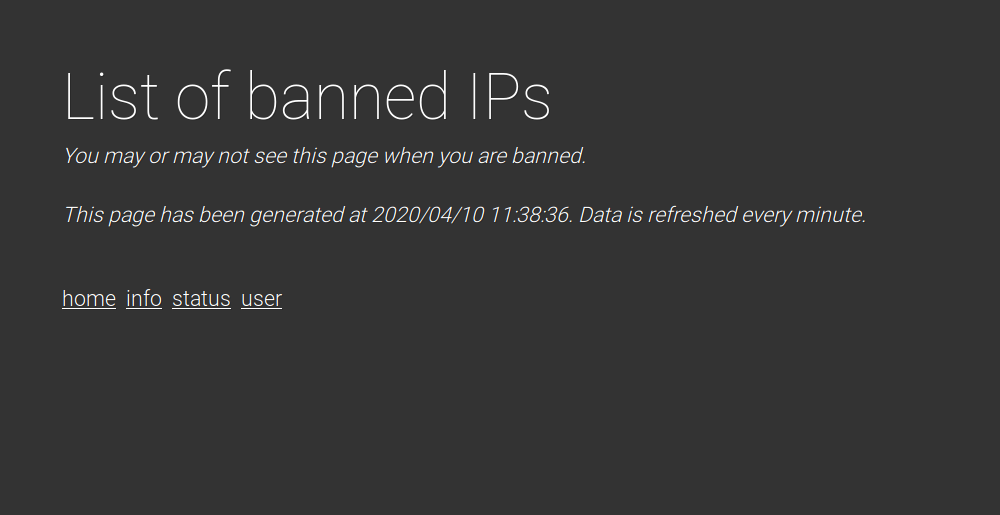 List of banned IPs
You may or may not see this page when you are banned.
This page has been generated at 2020/04/10 11:38:36. Data is refreshed every minute.
home info status user